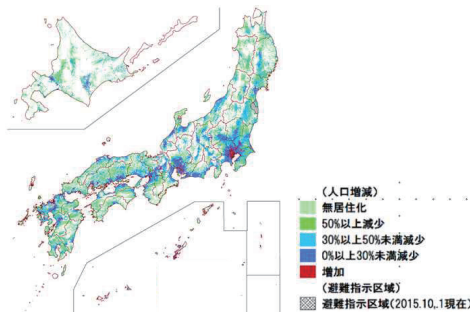 （人口増減）
無居住化
50%以上減少
30%以上50%未満減少
0%以上30%未満減少
増加
（避難指示区域）
避難指示区域(2015.10,.1現在)